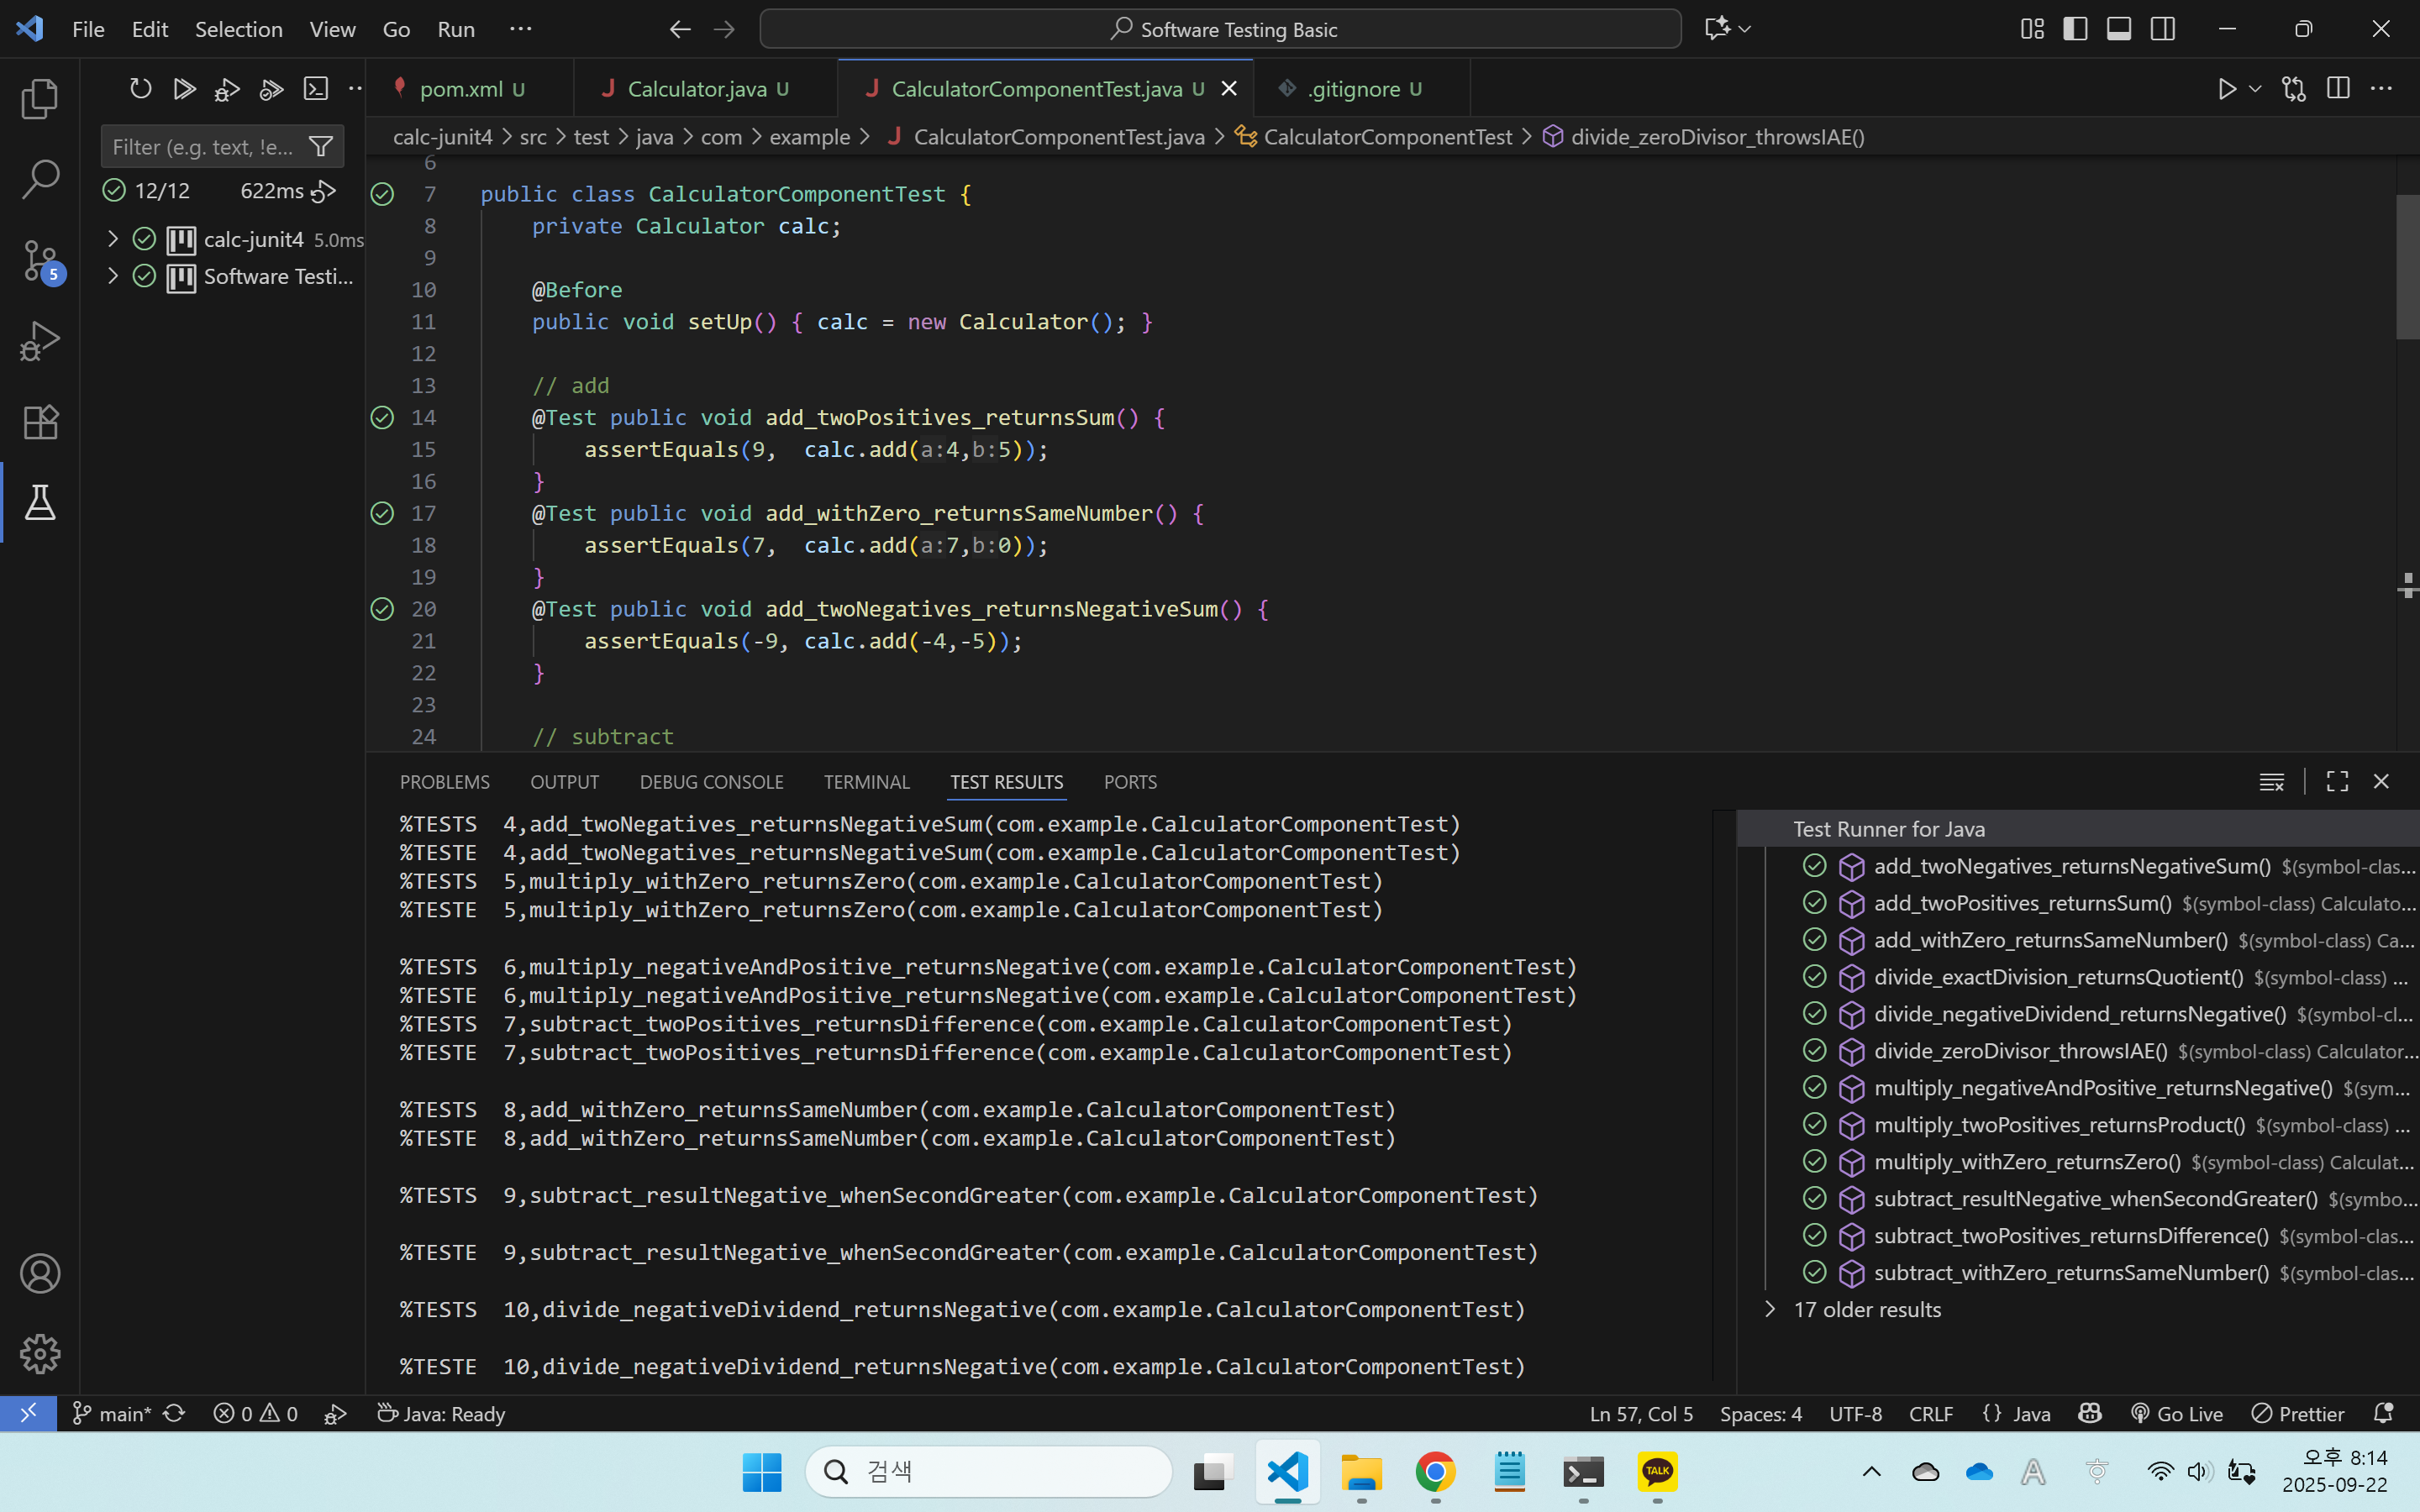 File Edit Selection View Go Run ···
Software Testing Basic
pom.xml U
Calculator.java U
CalculatorComponentTest.java U
.gitignore U
Filter (e.g. text, !e...
12/12 622ms
calc-junit4 5.0ms
Software Testi...
5
calc-junit4 > src > test > java > com > example > CalculatorComponentTest.java > CalculatorComponentTest > divide_zeroDivisor_throwsIAE()
6
7 public class CalculatorComponentTest {
8 private Calculator calc;
9
10 @Before
11 public void setUp() { calc = new Calculator(); }
12
13 // add
14 @Test public void add_twoPositives_returnsSum() {
15 assertEquals(9,  calc.add(a:4,b:5));
16 }
17 @Test public void add_withZero_returnsSameNumber() {
18 assertEquals(7,  calc.add(a:7,b:0));
19 }
20 @Test public void add_twoNegatives_returnsNegativeSum() {
21 assertEquals(-9, calc.add(-4,-5));
22 }
23
24 // subtract
PROBLEMS OUTPUT DEBUG CONSOLE TERMINAL TEST RESULTS PORTS
%TESTS  4,add_twoNegatives_returnsNegativeSum(com.example.CalculatorComponentTest)
%TESTE  4,add_twoNegatives_returnsNegativeSum(com.example.CalculatorComponentTest)
%TESTS  5,multiply_withZero_returnsZero(com.example.CalculatorComponentTest)
%TESTE  5,multiply_withZero_returnsZero(com.example.CalculatorComponentTest)
%TESTS  6,multiply_negativeAndPositive_returnsNegative(com.example.CalculatorComponentTest)
%TESTE  6,multiply_negativeAndPositive_returnsNegative(com.example.CalculatorComponentTest)
%TESTS  7,subtract_twoPositives_returnsDifference(com.example.CalculatorComponentTest)
%TESTE  7,subtract_twoPositives_returnsDifference(com.example.CalculatorComponentTest)
%TESTS  8,add_withZero_returnsSameNumber(com.example.CalculatorComponentTest)
%TESTE  8,add_withZero_returnsSameNumber(com.example.CalculatorComponentTest)
%TESTS  9,subtract_resultNegative_whenSecondGreater(com.example.CalculatorComponentTest)
%TESTE  9,subtract_resultNegative_whenSecondGreater(com.example.CalculatorComponentTest)
%TESTS  10,divide_negativeDividend_returnsNegative(com.example.CalculatorComponentTest)
%TESTE  10,divide_negativeDividend_returnsNegative(com.example.CalculatorComponentTest)
Test Runner for Java
add_twoNegatives_returnsNegativeSum() $(symbol-clas...
add_twoPositives_returnsSum() $(symbol-class) Calculato...
add_withZero_returnsSameNumber() $(symbol-class) Ca...
divide_exactDivision_returnsQuotient() $(symbol-class) ...
divide_negativeDividend_returnsNegative() $(symbol-cl...
divide_zeroDivisor_throwsIAE() $(symbol-class) Calculator...
multiply_negativeAndPositive_returnsNegative() $(sym...
multiply_twoPositives_returnsProduct() $(symbol-class) ...
multiply_withZero_returnsZero() $(symbol-class) Calculat...
subtract_resultNegative_whenSecondGreater() $(symbo...
subtract_twoPositives_returnsDifference() $(symbol-clas...
subtract_withZero_returnsSameNumber() $(symbol-clas...
17 older results
main* 0 0 Java: Ready Ln 57, Col 5 Spaces: 4 UTF-8 CRLF {} Java Go Live Prettier
검색
TALK
A
오후 8:14
2025-09-22